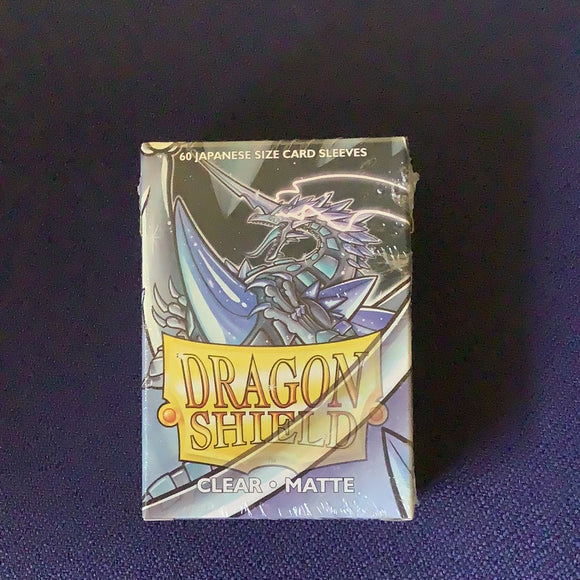 60 JAPANESE SIZE CARD SLEEVES
DRAGON
SHIELD
CLEAR • MATTE